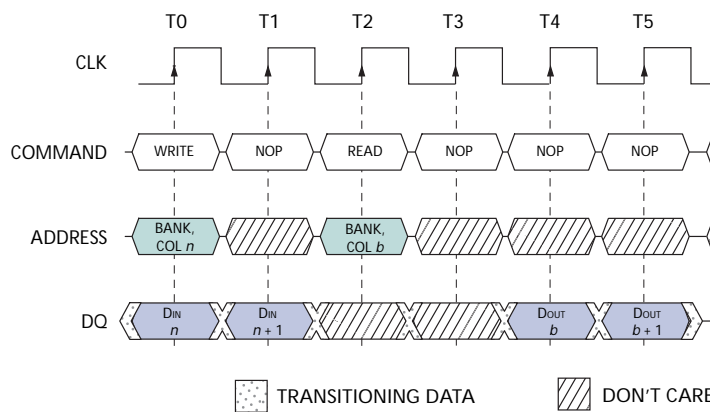 T0 T1 T2 T3 T4 T5
CLK
COMMAND WRITE NOP READ NOP NOP NOP
ADDRESS BANK, COL n BANK, COL b
DQ DIN n DIN n + 1 DOUT b DOUT b + 1
TRANSITIONING DATA DON'T CARE